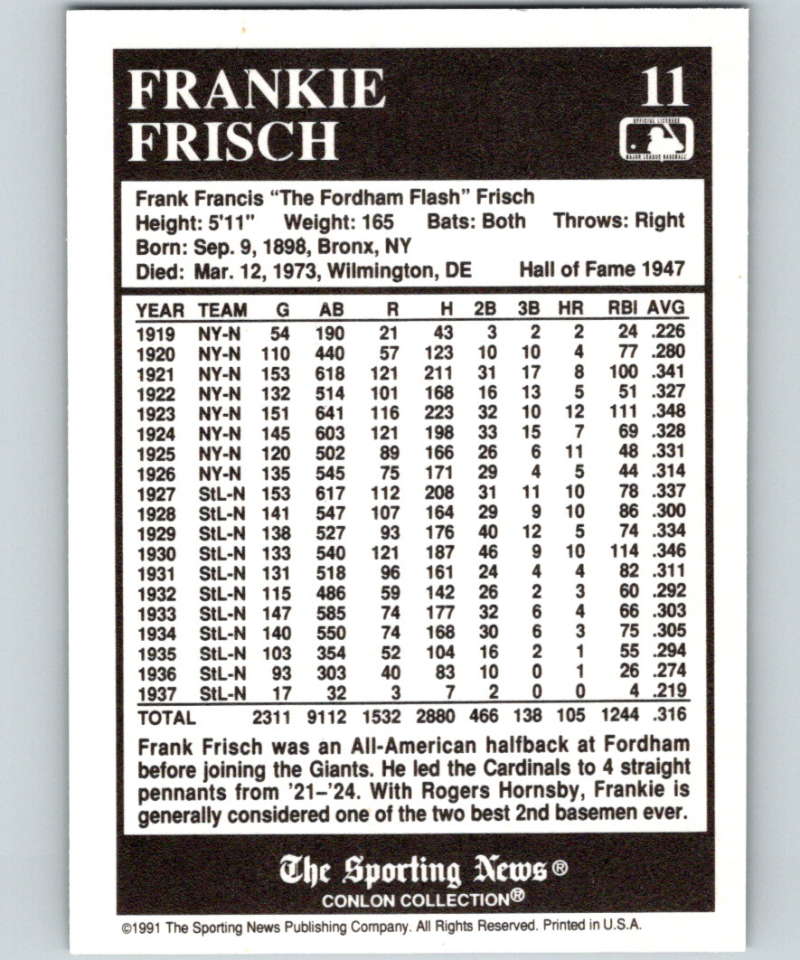 FRANKIE 11
FRISCH
OFFICIAL LICENSEE
MAJOR LEAGUE BASEBALL
Frank Francis “The Fordham Flash” Frisch
Height: 5'11" Weight: 165 Bats: Both Throws: Right
Born: Sep. 9, 1898, Bronx, NY
Died: Mar. 12, 1973, Wilmington, DE Hall of Fame 1947
YEAR TEAM G AB R H 2B 3B HR RBI AVG
1919 NY-N 54 190 21 43 3 2 2 24 .226
1920 NY-N 110 440 57 123 10 10 4 77 .280
1921 NY-N 153 618 121 211 31 17 8 100 .341
1922 NY-N 132 514 101 168 16 13 5 51 .327
1923 NY-N 151 641 116 223 32 10 12 111 .348
1924 NY-N 145 603 121 198 33 15 7 69 .328
1925 NY-N 120 502 89 166 26 6 11 48 .331
1926 NY-N 135 545 75 171 29 4 5 44 .314
1927 StL-N 153 617 112 208 31 11 10 78 .337
1928 StL-N 141 547 107 164 29 9 10 86 .300
1929 StL-N 138 527 93 176 40 12 5 74 .334
1930 StL-N 133 540 121 187 46 9 10 114 .346
1931 StL-N 131 518 96 161 24 4 4 82 .311
1932 StL-N 115 486 59 142 26 2 3 60 .292
1933 StL-N 147 585 74 177 32 6 4 66 .303
1934 StL-N 140 550 74 168 30 6 3 75 .305
1935 StL-N 103 354 52 104 16 2 1 55 .294
1936 StL-N 93 303 40 83 10 0 1 26 .274
1937 StL-N 17 32 3 7 2 0 0 4 .219
TOTAL 2311 9112 1532 2880 466 138 105 1244 .316
Frank Frisch was an All-American halfback at Fordham
before joining the Giants. He led the Cardinals to 4 straight
pennants from '21–'24. With Rogers Hornsby, Frankie is
generally considered one of the two best 2nd basemen ever.
The Sporting News®
CONLON COLLECTION®
©1991 The Sporting News Publishing Company. All Rights Reserved. Printed in U.S.A.